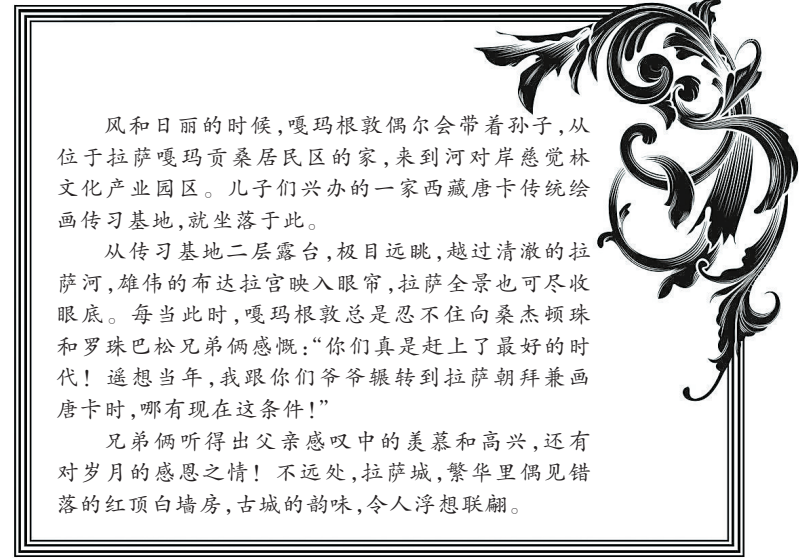 风和日丽的时候,嘎玛根敦偶尔会带着孙子,从
位于拉萨嘎玛贡桑居民区的家,来到河对岸慈觉林
文化产业园区。儿子们兴办的一家西藏唐卡传统绘
画传习基地,就坐落于此。
从传习基地二层露台,极目远眺,越过清澈的拉
萨河,雄伟的布达拉宫映入眼帘,拉萨全景也可尽收
眼底。每当此时,嘎玛根敦总是忍不住向桑杰顿珠
和罗珠巴松兄弟俩感慨:“你们真是赶上了最好的时
代！遥想当年,我跟你们爷爷辗转到拉萨朝拜兼画
唐卡时,哪有现在这条件!”
兄弟俩听得出父亲感叹中的羡慕和高兴,还有
对岁月的感恩之情！不远处,拉萨城,繁华里偶见错
落的红顶白墙房,古城的韵味,令人浮想联翩。